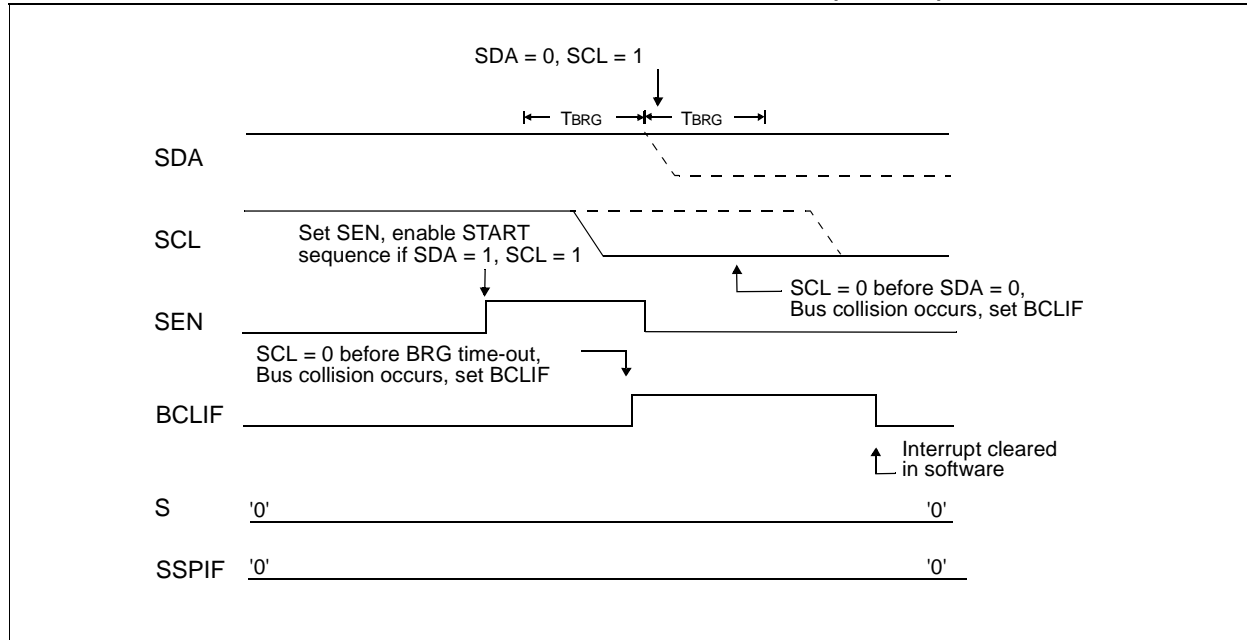 SDA = 0, SCL = 1
TBRG TBRG
SDA
SCL
Set SEN, enable START
sequence if SDA = 1, SCL = 1
SCL = 0 before SDA = 0,
Bus collision occurs, set BCLIF
SEN
SCL = 0 before BRG time-out,
Bus collision occurs, set BCLIF
BCLIF
Interrupt cleared
in software
S '0' '0'
SSPIF '0' '0'